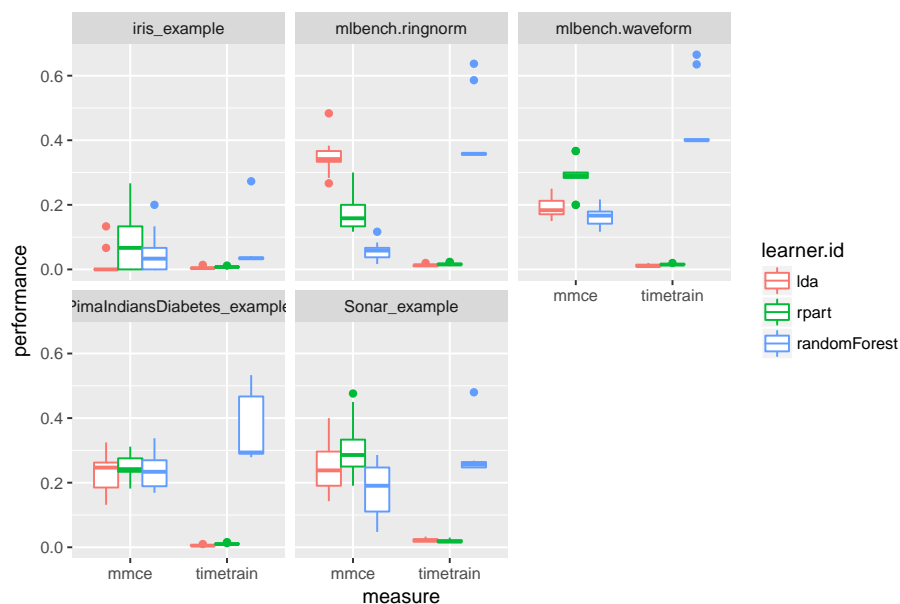 iris_example
mlbench.ringnorm
mlbench.waveform
0.6
0.4
0.2
0.0
mmce
timetrain
PimaIndiansDiabetes_example
Sonar_example
0.6
0.4
0.2
0.0
mmce
timetrain
mmce
timetrain
measure
performance
learner.id
lda
rpart
randomForest